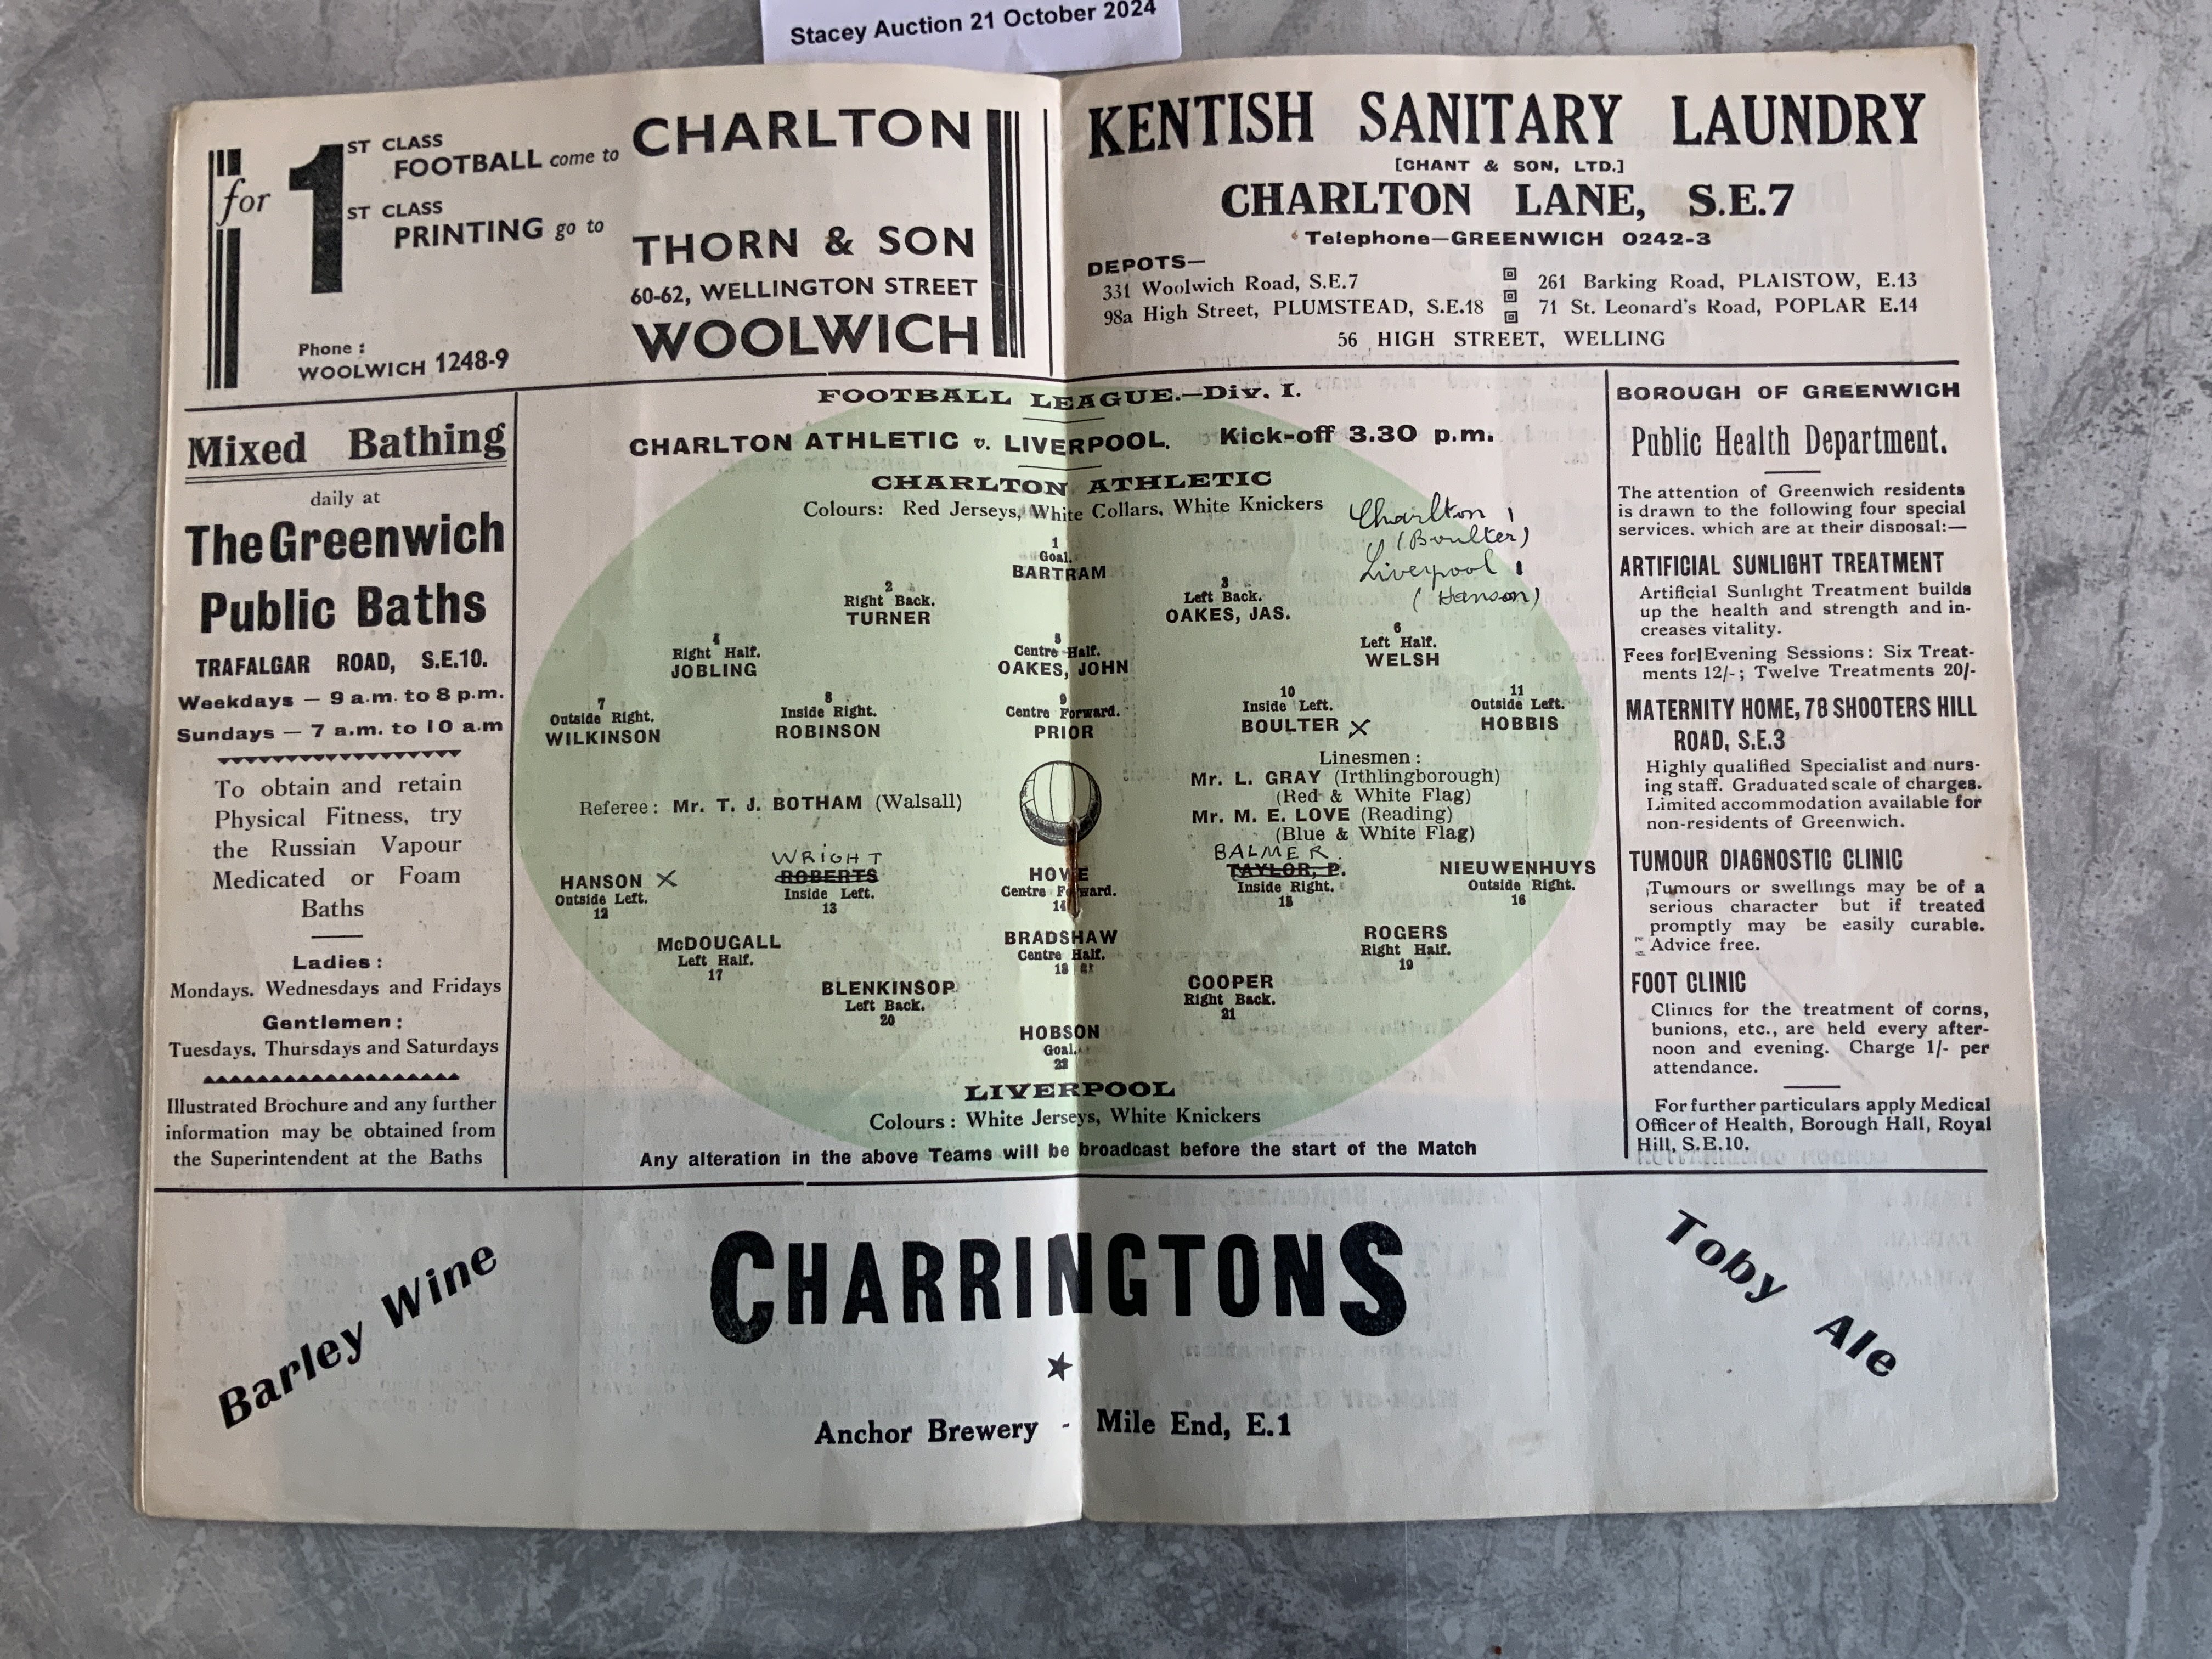 Stacey Auction 21 October 2024
for 1ST CLASS FOOTBALL come to CHARLTON
1ST CLASS PRINTING go to THORN & SON
60-62, WELLINGTON STREET
WOOLWICH
Phone :
WOOLWICH 1248-9
KENTISH SANITARY LAUNDRY
[CHANT & SON, LTD.]
CHARLTON LANE, S.E.7
Telephone—GREENWICH 0242-3
DEPOTS—
331 Woolwich Road, S.E.7
98a High Street, PLUMSTEAD, S.E.18
261 Barking Road, PLAISTOW, E.13
71 St. Leonard's Road, POPLAR E.14
56 HIGH STREET, WELLING
Mixed Bathing
daily at
The Greenwich
Public Baths
TRAFALGAR ROAD, S.E.10.
Weekdays — 9 a.m. to 8 p.m.
Sundays — 7 a.m. to 10 a.m
To obtain and retain
Physical Fitness, try
the Russian Vapour
Medicated or Foam
Baths
Ladies :
Mondays. Wednesdays and Fridays
Gentlemen :
Tuesdays, Thursdays and Saturdays
Illustrated Brochure and any further
information may be obtained from
the Superintendent at the Baths
FOOTBALL LEAGUE.—Div. I.
CHARLTON ATHLETIC v. LIVERPOOL. Kick-off 3.30 p.m.
CHARLTON ATHLETIC
Colours: Red Jerseys, White Collars, White Knickers
Charlton 1
(Boulter)
Liverpool 1
(Hanson)
1
Goal.
BARTRAM
2
Right Back.
TURNER
3
Left Back.
OAKES, JAS.
4
Right Half.
JOBLING
5
Centre Half.
OAKES, JOHN
6
Left Half.
WELSH
7
Outside Right.
WILKINSON
8
Inside Right.
ROBINSON
9
Centre Forward.
PRIOR
10
Inside Left.
BOULTER X
11
Outside Left.
HOBBIS
Referee: Mr. T. J. BOTHAM (Walsall)
Linesmen :
Mr. L. GRAY (Irthlingborough)
(Red & White Flag)
Mr. M. E. LOVE (Reading)
(Blue & White Flag)
HANSON X
Outside Left.
12
WRIGHT
ROBERTS
Inside Left.
13
HOWE
Centre Forward.
14
BALMER
TAYLOR, P.
Inside Right.
15
NIEUWENHUYS
Outside Right.
16
McDOUGALL
Left Half.
17
BRADSHAW
Centre Half.
18
ROGERS
Right Half.
19
BLENKINSOP
Left Back.
20
COOPER
Right Back.
21
HOBSON
Goal.
22
LIVERPOOL
Colours : White Jerseys, White Knickers
Any alteration in the above Teams will be broadcast before the start of the Match
BOROUGH OF GREENWICH
Public Health Department.
The attention of Greenwich residents
is drawn to the following four special
services, which are at their disposal:—
ARTIFICIAL SUNLIGHT TREATMENT
Artificial Sunlight Treatment builds
up the health and strength and in-
creases vitality.
Fees for Evening Sessions: Six Treat-
ments 12/-; Twelve Treatments 20/-
MATERNITY HOME, 78 SHOOTERS HILL
ROAD, S.E.3
Highly qualified Specialist and nurs-
ing staff. Graduated scale of charges.
Limited accommodation available for
non-residents of Greenwich.
TUMOUR DIAGNOSTIC CLINIC
Tumours or swellings may be of a
serious character but if treated
promptly may be easily curable.
Advice free.
FOOT CLINIC
Clinics for the treatment of corns,
bunions, etc., are held every after-
noon and evening. Charge 1/- per
attendance.
For further particulars apply Medical
Officer of Health, Borough Hall, Royal
Hill, S.E.10.
Barley Wine
CHARRINGTONS
Toby Ale
Anchor Brewery - Mile End, E.1